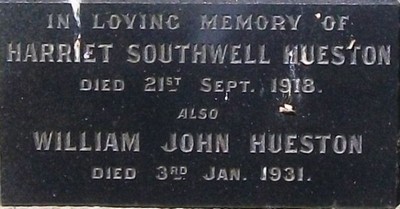 IN LOVING MEMORY OF
HARRIET SOUTHWELL HUESTON
DIED 21ST SEPT. 1918.
ALSO
WILLIAM JOHN HUESTON
DIED 3RD JAN. 1931.